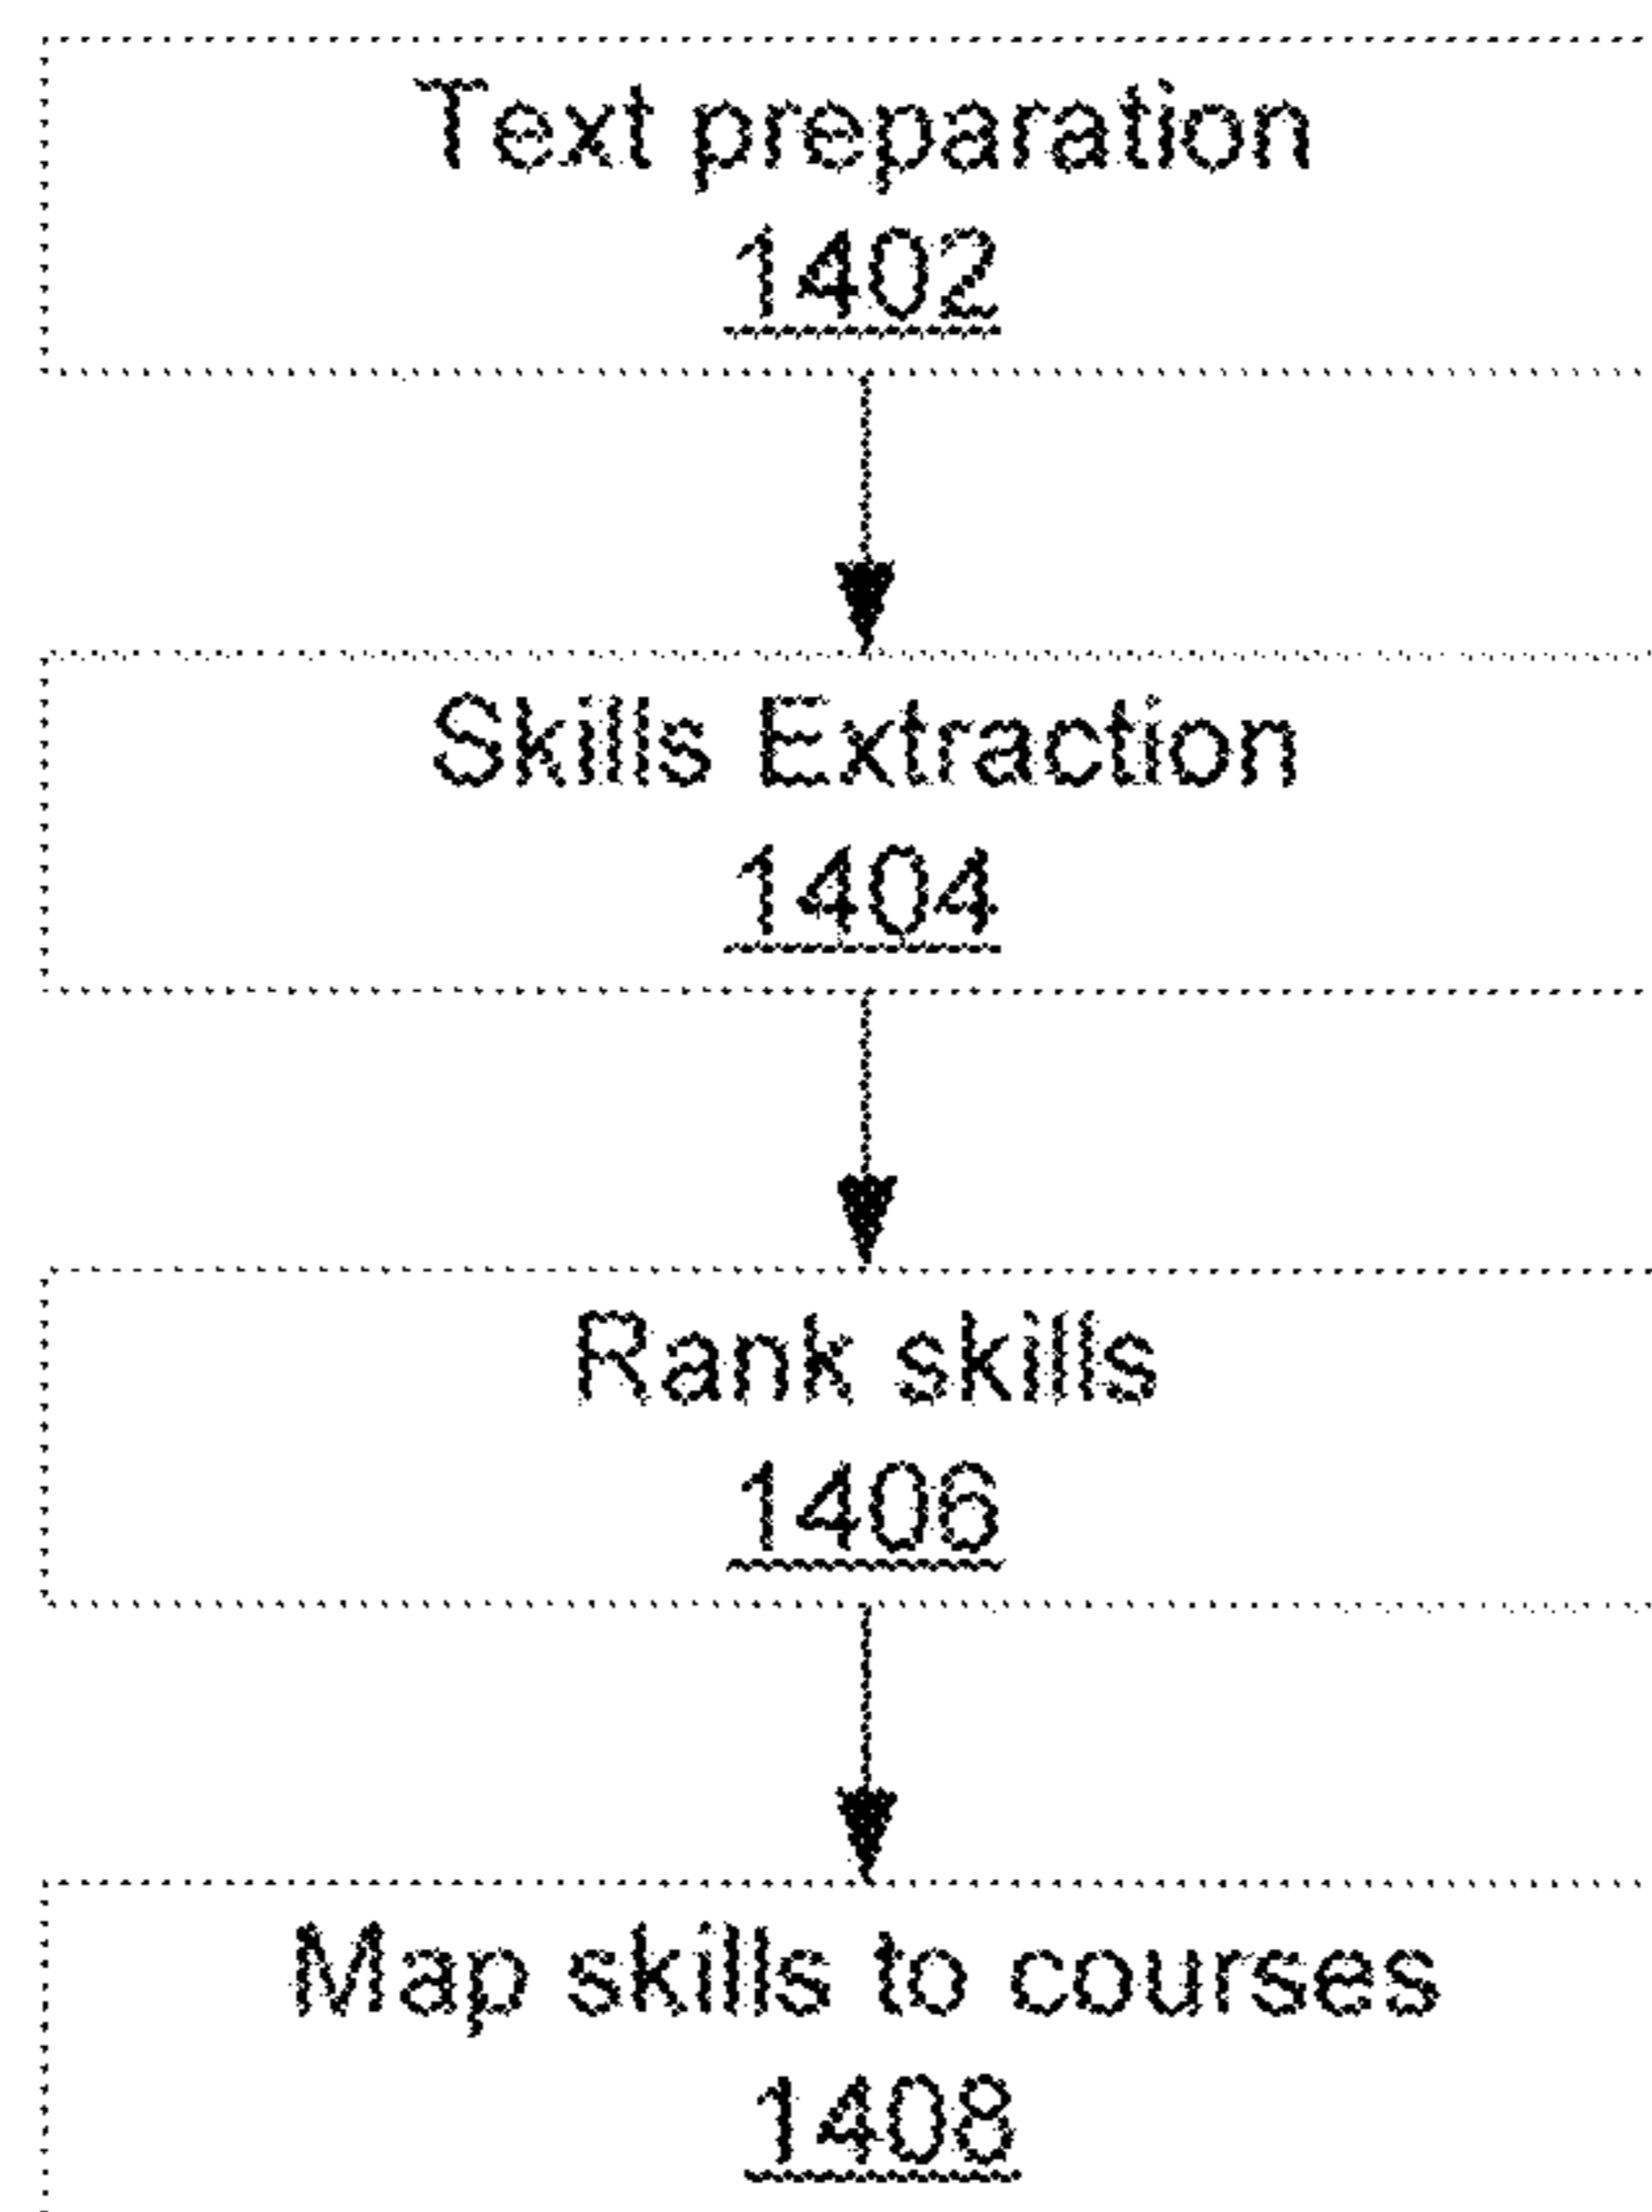 Text preparation
1402
Skills Extraction
1404
Rank skills
1406
Map skills to courses
1408